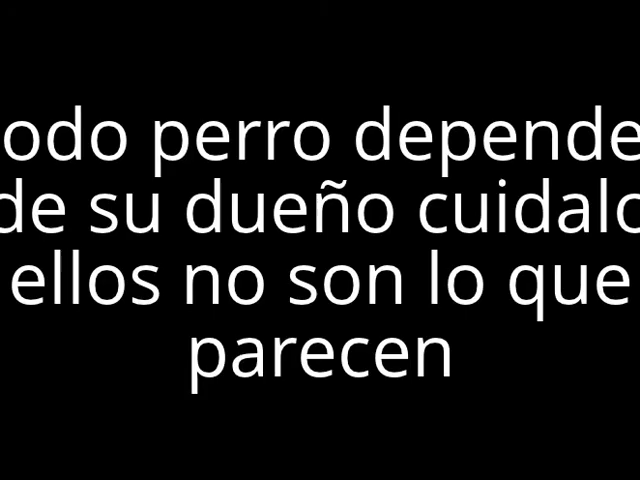 odo perro depende
de su dueño cuidalo
ellos no son lo que
parecen